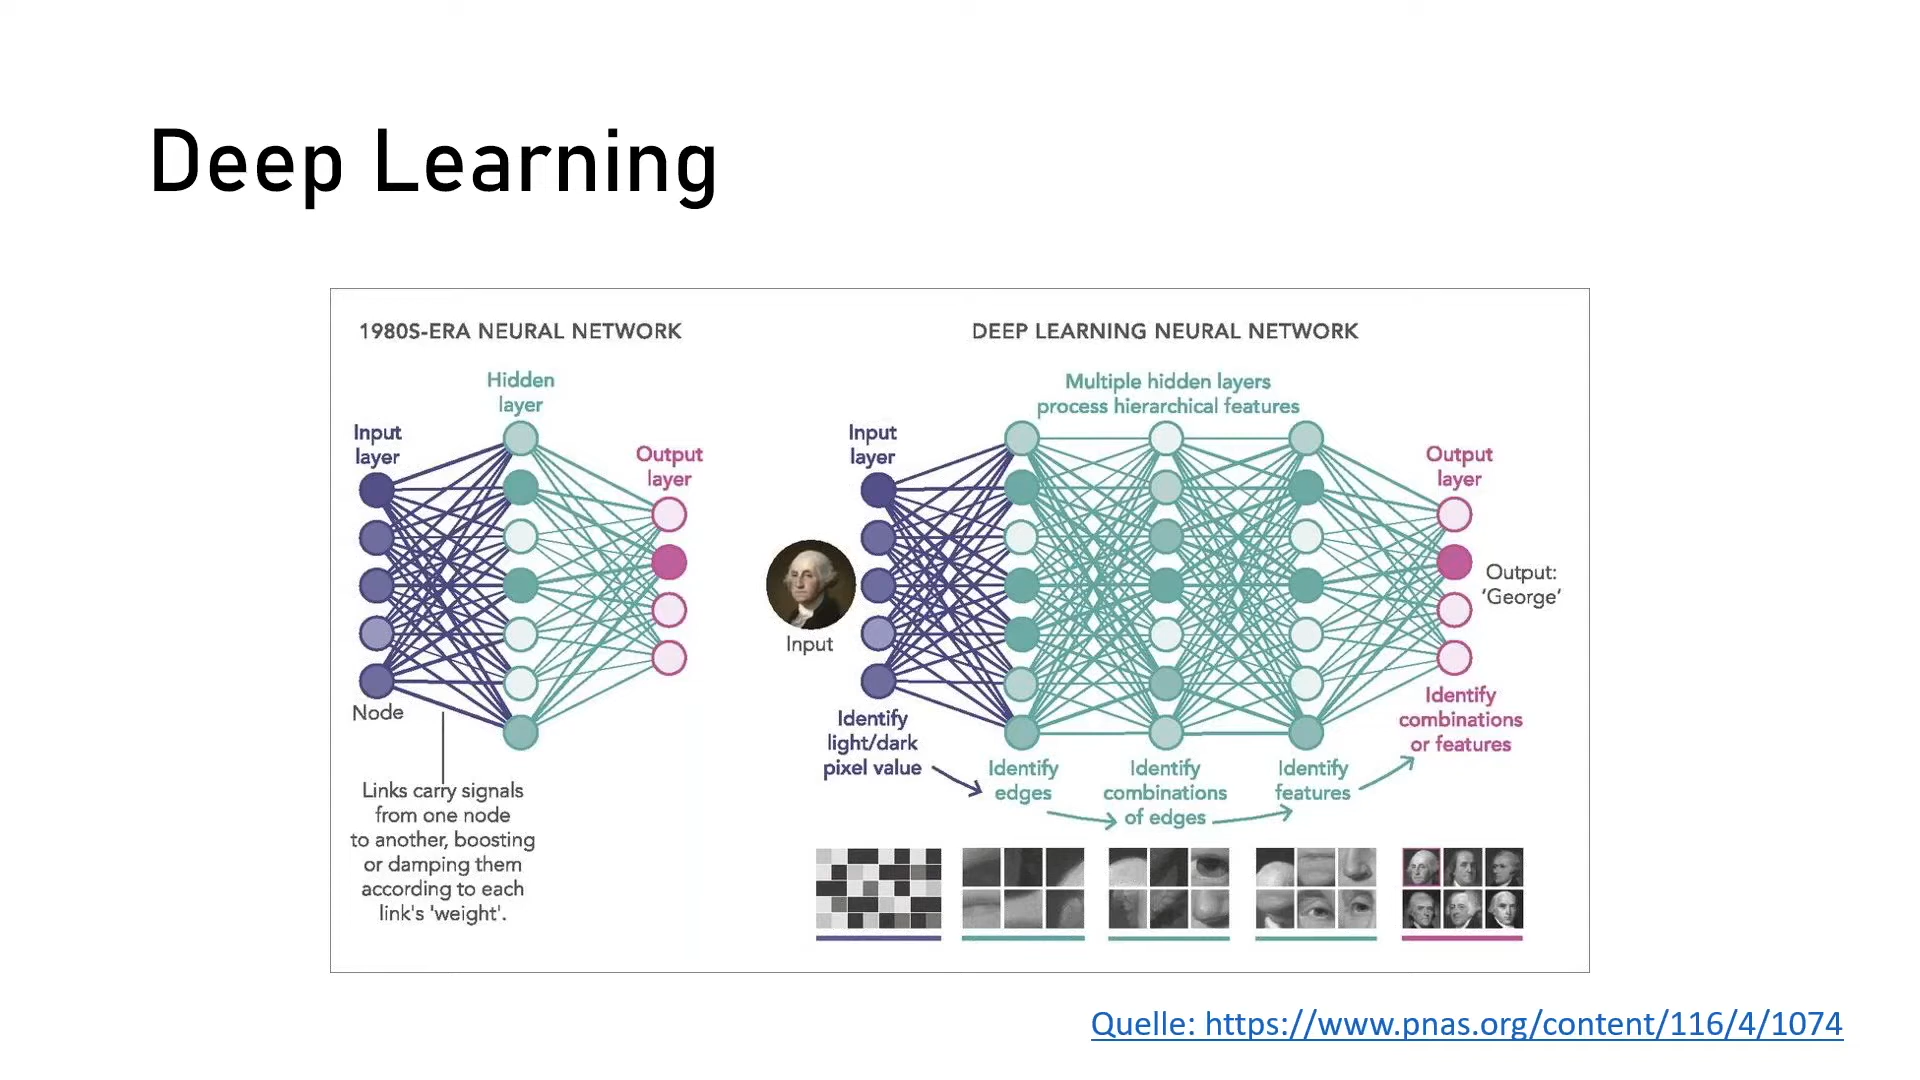 Deep Learning
1980S-ERA NEURAL NETWORK
Hidden
layer
Input
layer
Output
layer
Node
Links carry signals
from one node
to another, boosting
or damping them
according to each
link's 'weight'.
DEEP LEARNING NEURAL NETWORK
Multiple hidden layers
process hierarchical features
Input
layer
Output
layer
Input
Output:
'George'
Identify
light/dark
pixel value
Identify
edges
Identify
combinations
of edges
Identify
features
Identify
combinations
or features
Quelle: https://www.pnas.org/content/116/4/1074